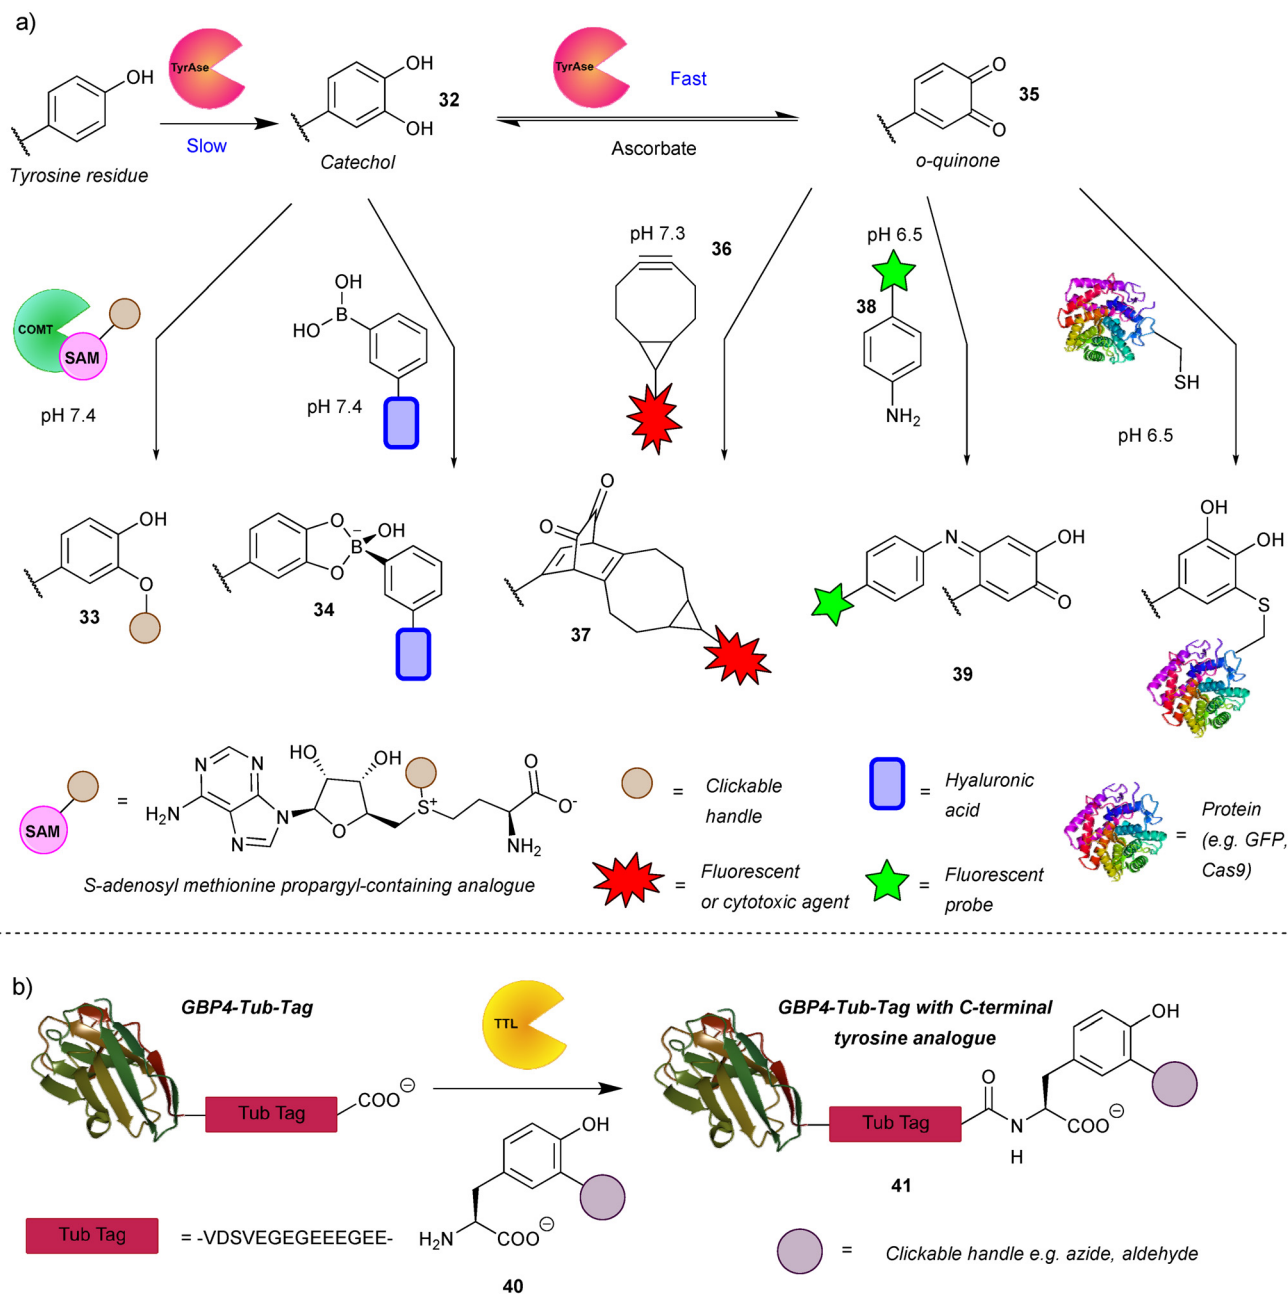 a)
OH
TyrAse
Slow
Tyrosine residue
OH
OH
32
Catechol
TyrAse
Fast
Ascorbate
O
O
35
o-quinone
COMT
SAM
pH 7.4
OH
HO
B
pH 7.4
pH 7.3
36
pH 6.5
38
NH2
SH
pH 6.5
OH
O
33
O
O
B
−
OH
34
O
O
37
N
OH
O
39
OH
OH
S
SAM
=
N
N
N
N
NH2
HO
OH
O
S+
O
O-
NH2
S-adenosyl methionine propargyl-containing analogue
=
Clickable
handle
=
Hyaluronic
acid
=
Fluorescent
or cytotoxic agent
=
Fluorescent
probe
=
Protein
(e.g. GFP,
Cas9)
b)
GBP4-Tub-Tag
Tub Tag
COO⊖
TTL
OH
H2N
COO⊖
40
GBP4-Tub-Tag with C-terminal
tyrosine analogue
Tub Tag
O
N
H
COO⊖
OH
41
Tub Tag
= -VDSVEGEGEEEGEE-
=
Clickable handle e.g. azide, aldehyde